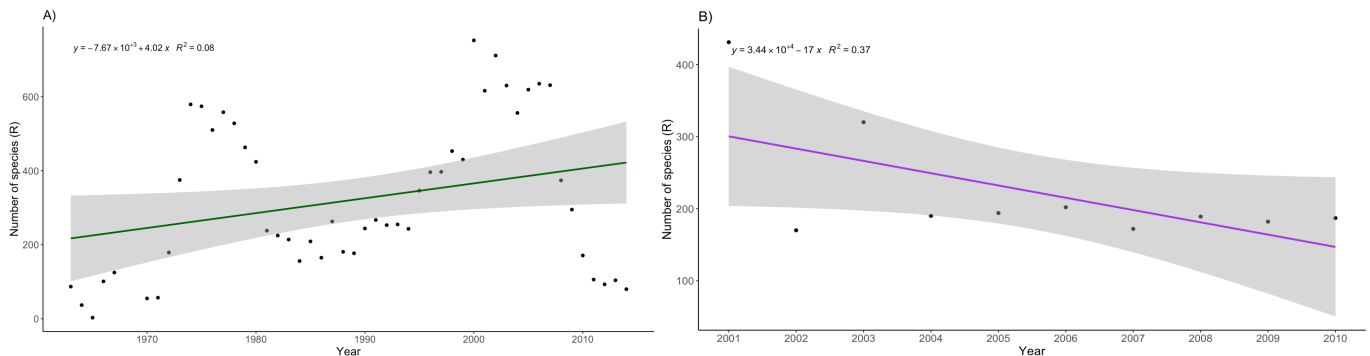 A)
y = −7.67 × 10⁺³ + 4.02 x R² = 0.08
Number of species (R)
600
400
200
0
1970
1980
1990
2000
2010
Year
B)
y = 3.44 × 10⁺⁴ − 17 x R² = 0.37
Number of species (R)
400
300
200
100
2001
2002
2003
2004
2005
2006
2007
2008
2009
2010
Year